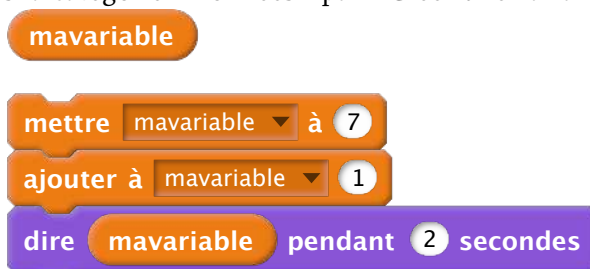 mavariable
mettre mavariable à 7
ajouter à mavariable 1
dire mavariable pendant 2 secondes